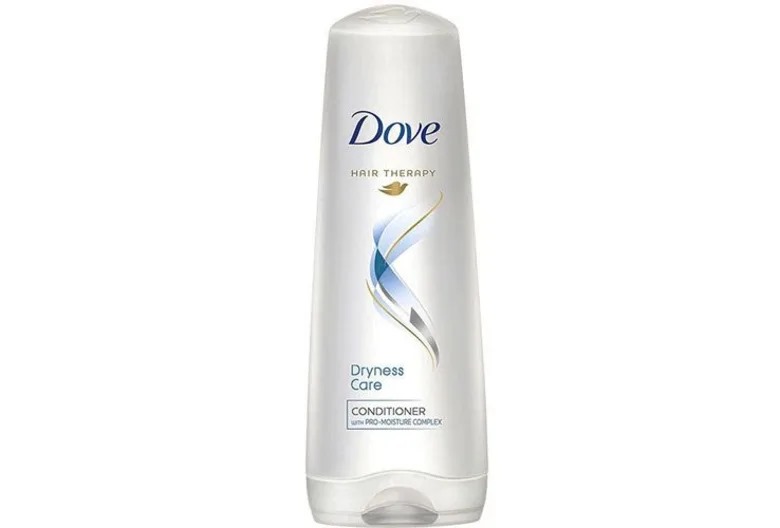 Dove
HAIR THERAPY
Dryness
Care
CONDITIONER
WITH PRO-MOISTURE COMPLEX